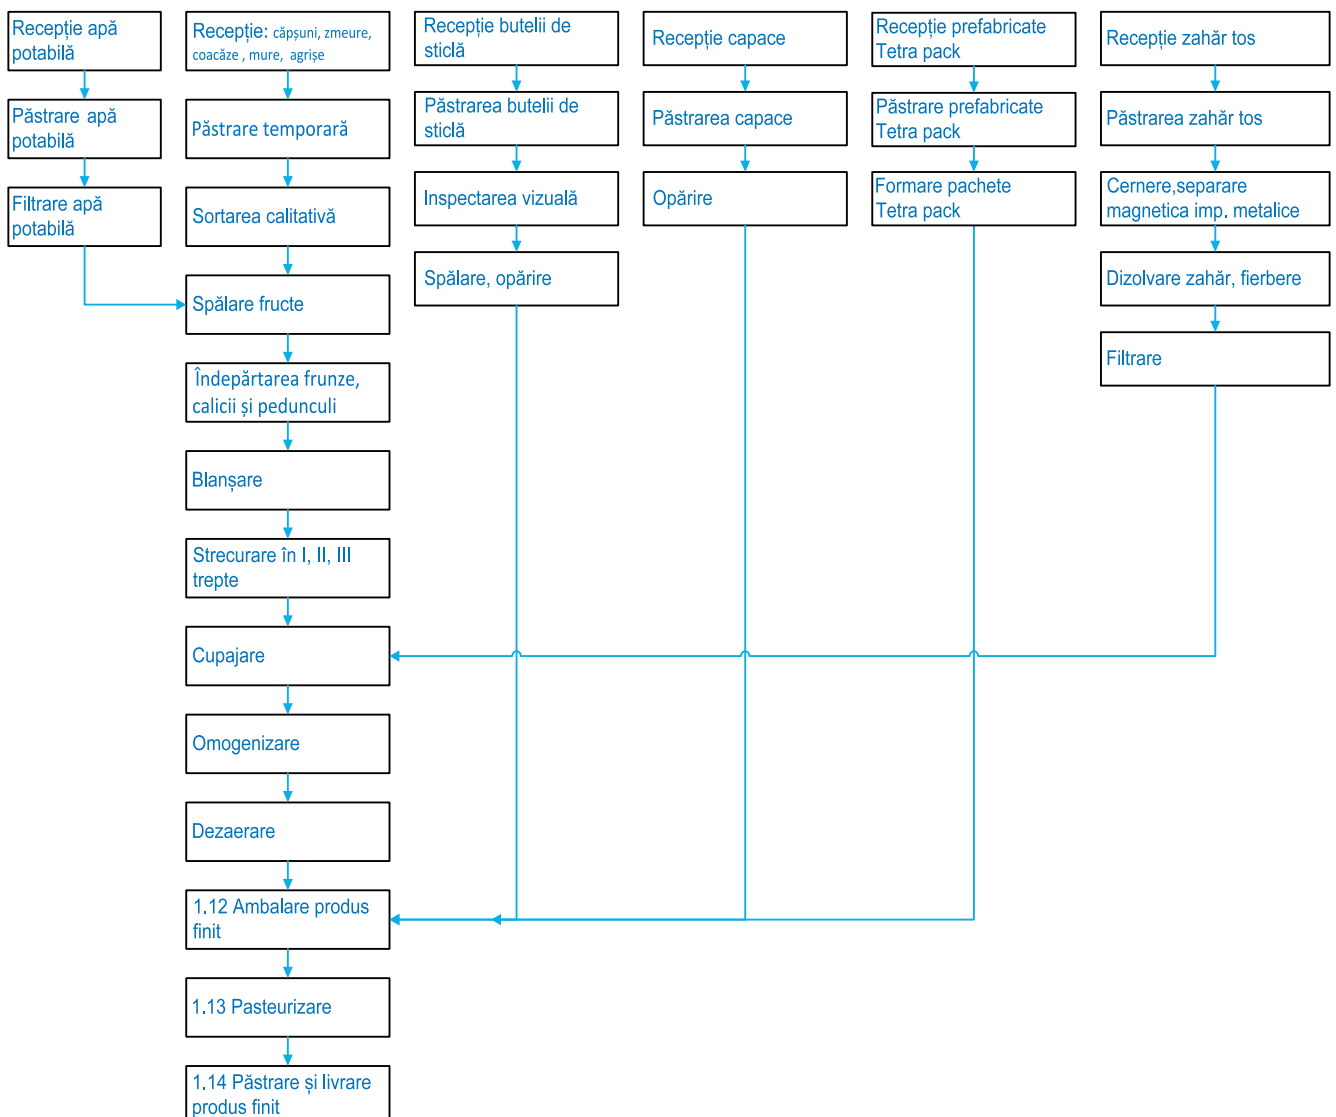 Recepție apă
potabilă
Păstrare apă
potabilă
Filtrare apă
potabilă
Recepție: căpșuni, zmeure,
coacăze , mure, agrișe
Păstrare temporară
Sortarea calitativă
Spălare fructe
Îndepărtarea frunze,
calicii și pedunculi
Blanșare
Strecurare în I, II, III
trepte
Cupajare
Omogenizare
Dezaerare
1.12 Ambalare produs
finit
1.13 Pasteurizare
1.14 Păstrare și livrare
produs finit
Recepție butelii de
sticlă
Păstrarea butelii de
sticlă
Inspectarea vizuală
Spălare, opărire
Recepție capace
Păstrarea capace
Opărire
Recepție prefabricate
Tetra pack
Păstrare prefabricate
Tetra pack
Formare pachete
Tetra pack
Recepție zahăr tos
Păstrarea zahăr tos
Cernere,separare
magnetica imp. metalice
Dizolvare zahăr, fierbere
Filtrare